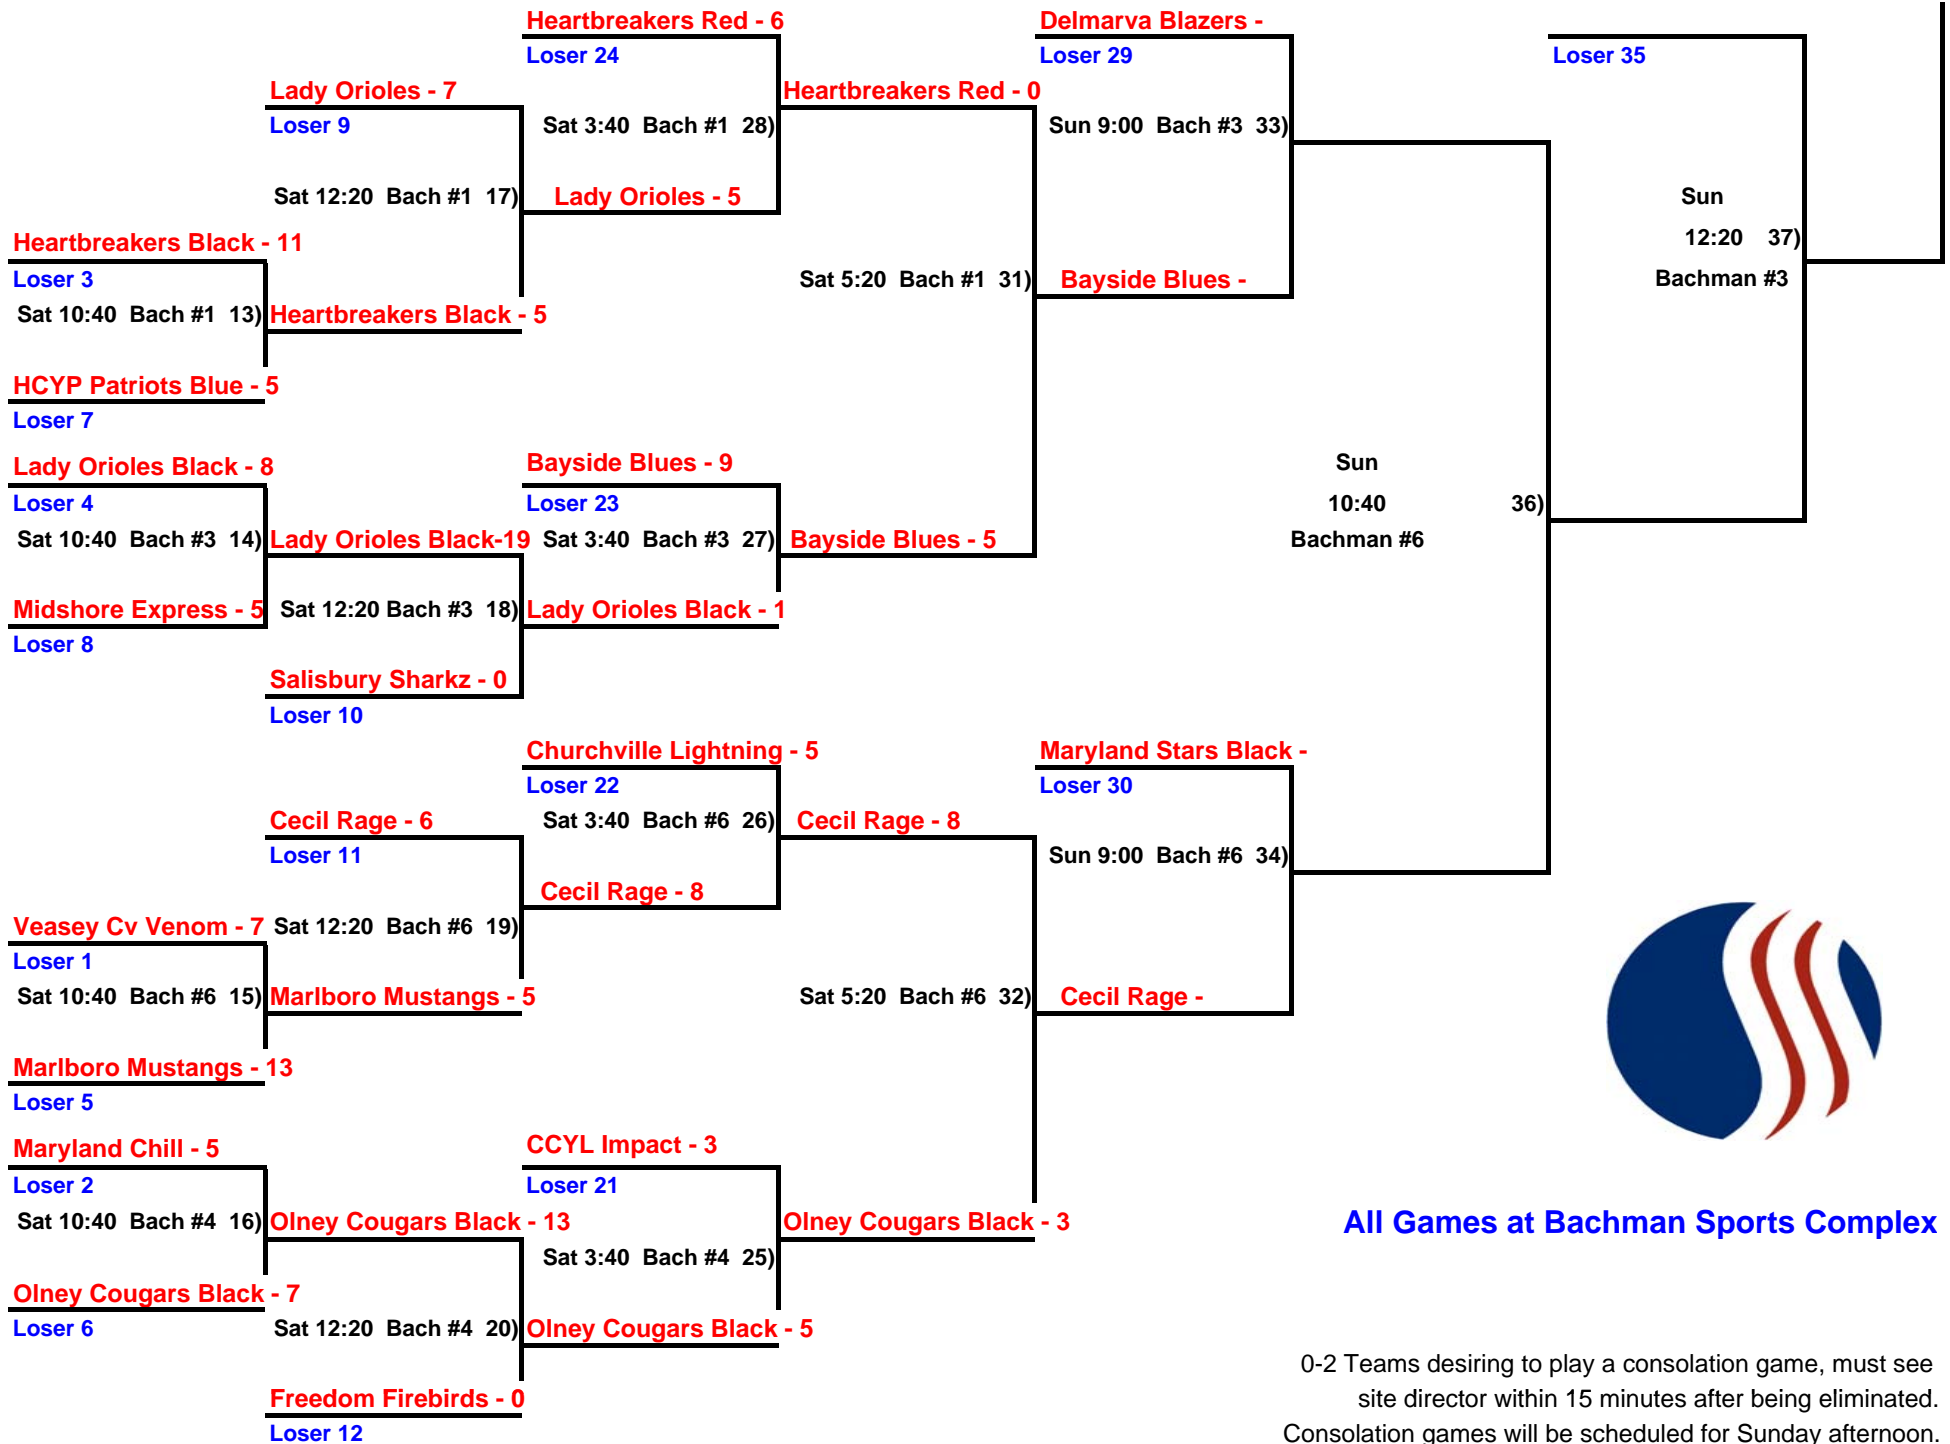 Heartbreakers Red - 6
Delmarva Blazers -
Loser 24
Loser 29
Loser 35
Lady Orioles - 7
Heartbreakers Red - 0
Loser 9
Sat 3:40 Bach #1 28)
Sun 9:00 Bach #3 33)
Sat 12:20 Bach #1 17)
Lady Orioles - 5
Sun
12:20 37)
Bachman #3
Heartbreakers Black - 11
Loser 3
Sat 5:20 Bach #1 31)
Bayside Blues -
Sat 10:40 Bach #1 13)
Heartbreakers Black - 5
HCYP Patriots Blue - 5
Loser 7
Lady Orioles Black - 8
Bayside Blues - 9
Sun
10:40 36)
Bachman #6
Loser 4
Loser 23
Sat 10:40 Bach #3 14)
Lady Orioles Black-19
Sat 3:40 Bach #3 27)
Bayside Blues - 5
Midshore Express - 5
Sat 12:20 Bach #3 18)
Lady Orioles Black - 1
Loser 8
Salisbury Sharkz - 0
Loser 10
Churchville Lightning - 5
Maryland Stars Black -
Loser 22
Loser 30
Cecil Rage - 6
Sat 3:40 Bach #6 26)
Cecil Rage - 8
Loser 11
Sun 9:00 Bach #6 34)
Cecil Rage - 8
Veasey Cv Venom - 7
Sat 12:20 Bach #6 19)
Loser 1
Sat 10:40 Bach #6 15)
Marlboro Mustangs - 5
Sat 5:20 Bach #6 32)
Cecil Rage -
Marlboro Mustangs - 13
Loser 5
Maryland Chill - 5
CCYL Impact - 3
Loser 2
Loser 21
Sat 10:40 Bach #4 16)
Olney Cougars Black - 13
Olney Cougars Black - 3
All Games at Bachman Sports Complex
Sat 3:40 Bach #4 25)
Olney Cougars Black - 7
Loser 6
Sat 12:20 Bach #4 20)
Olney Cougars Black - 5
Freedom Firebirds - 0
Loser 12
0-2 Teams desiring to play a consolation game, must see
site director within 15 minutes after being eliminated.
Consolation games will be scheduled for Sunday afternoon.